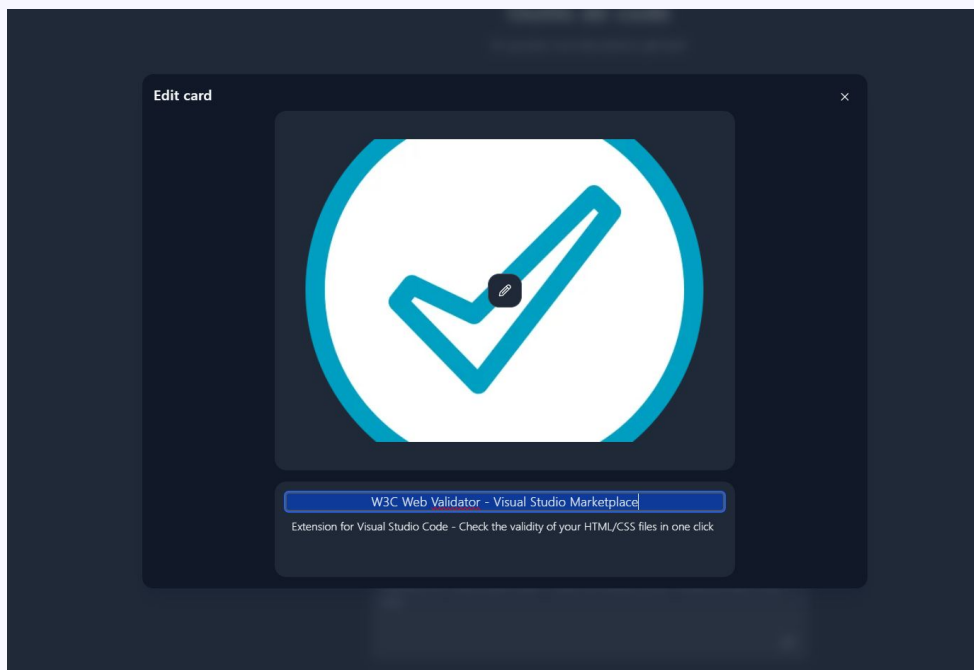 Edit card
W3C Web Validator - Visual Studio Marketplace
Extension for Visual Studio Code - Check the validity of your HTML/CSS files in one click